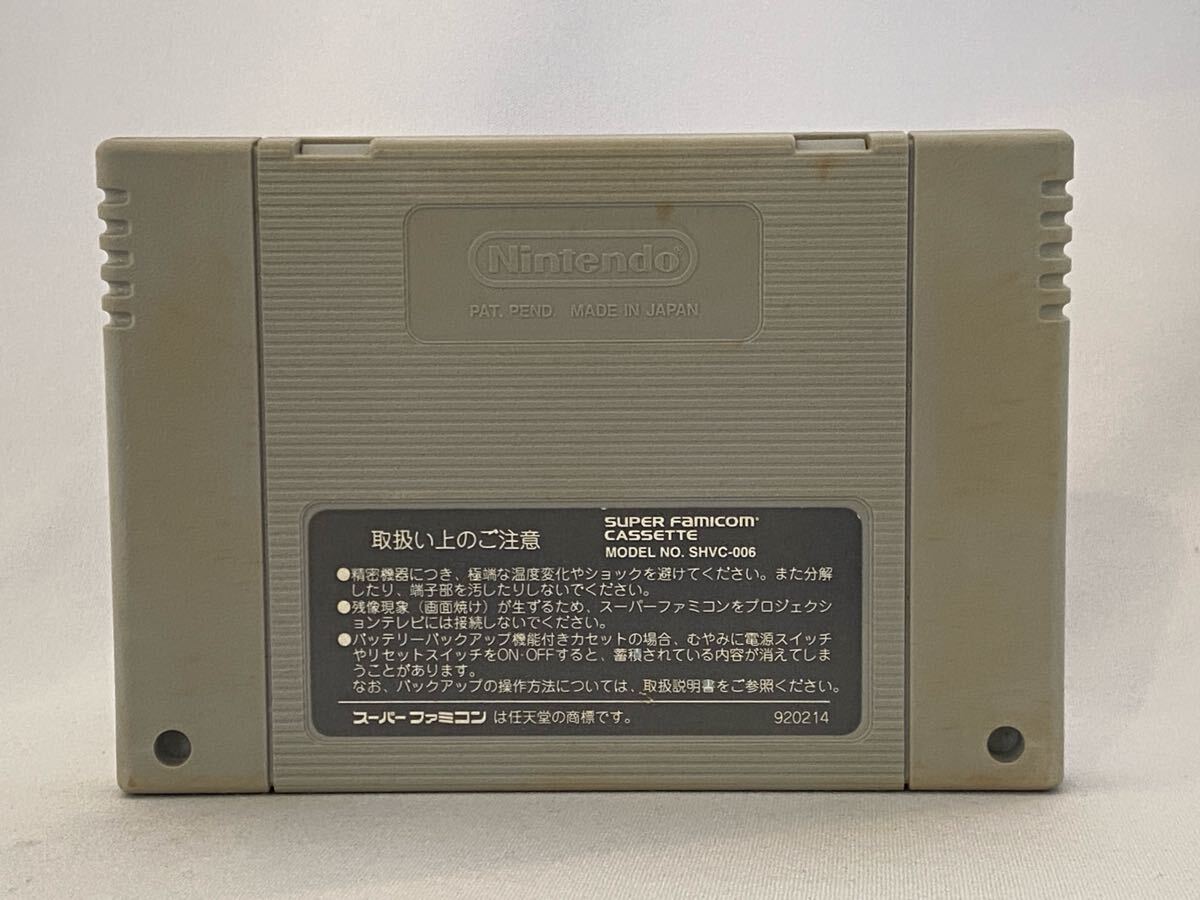 Nintendo®
PAT. PEND. MADE IN JAPAN
取扱い上のご注意
SUPER FAMICOM®
CASSETTE
MODEL NO. SHVC-006
●精密機器につき、極端な温度変化やショックを避けてください。また分解
したり、端子部を汚したりしないでください。
●残像現象（画面焼け）が生ずるため、スーパーファミコンをプロジェクシ
ョンテレビには接続しないでください。
●バッテリーバックアップ機能付きカセットの場合、むやみに電源スイッチ
やリセットスイッチをON・OFFすると、蓄積されている内容が消えてしま
うことがあります。
なお、バックアップの操作方法については、取扱説明書をご参照ください。
スーパーファミコン は任天堂の商標です。
920214